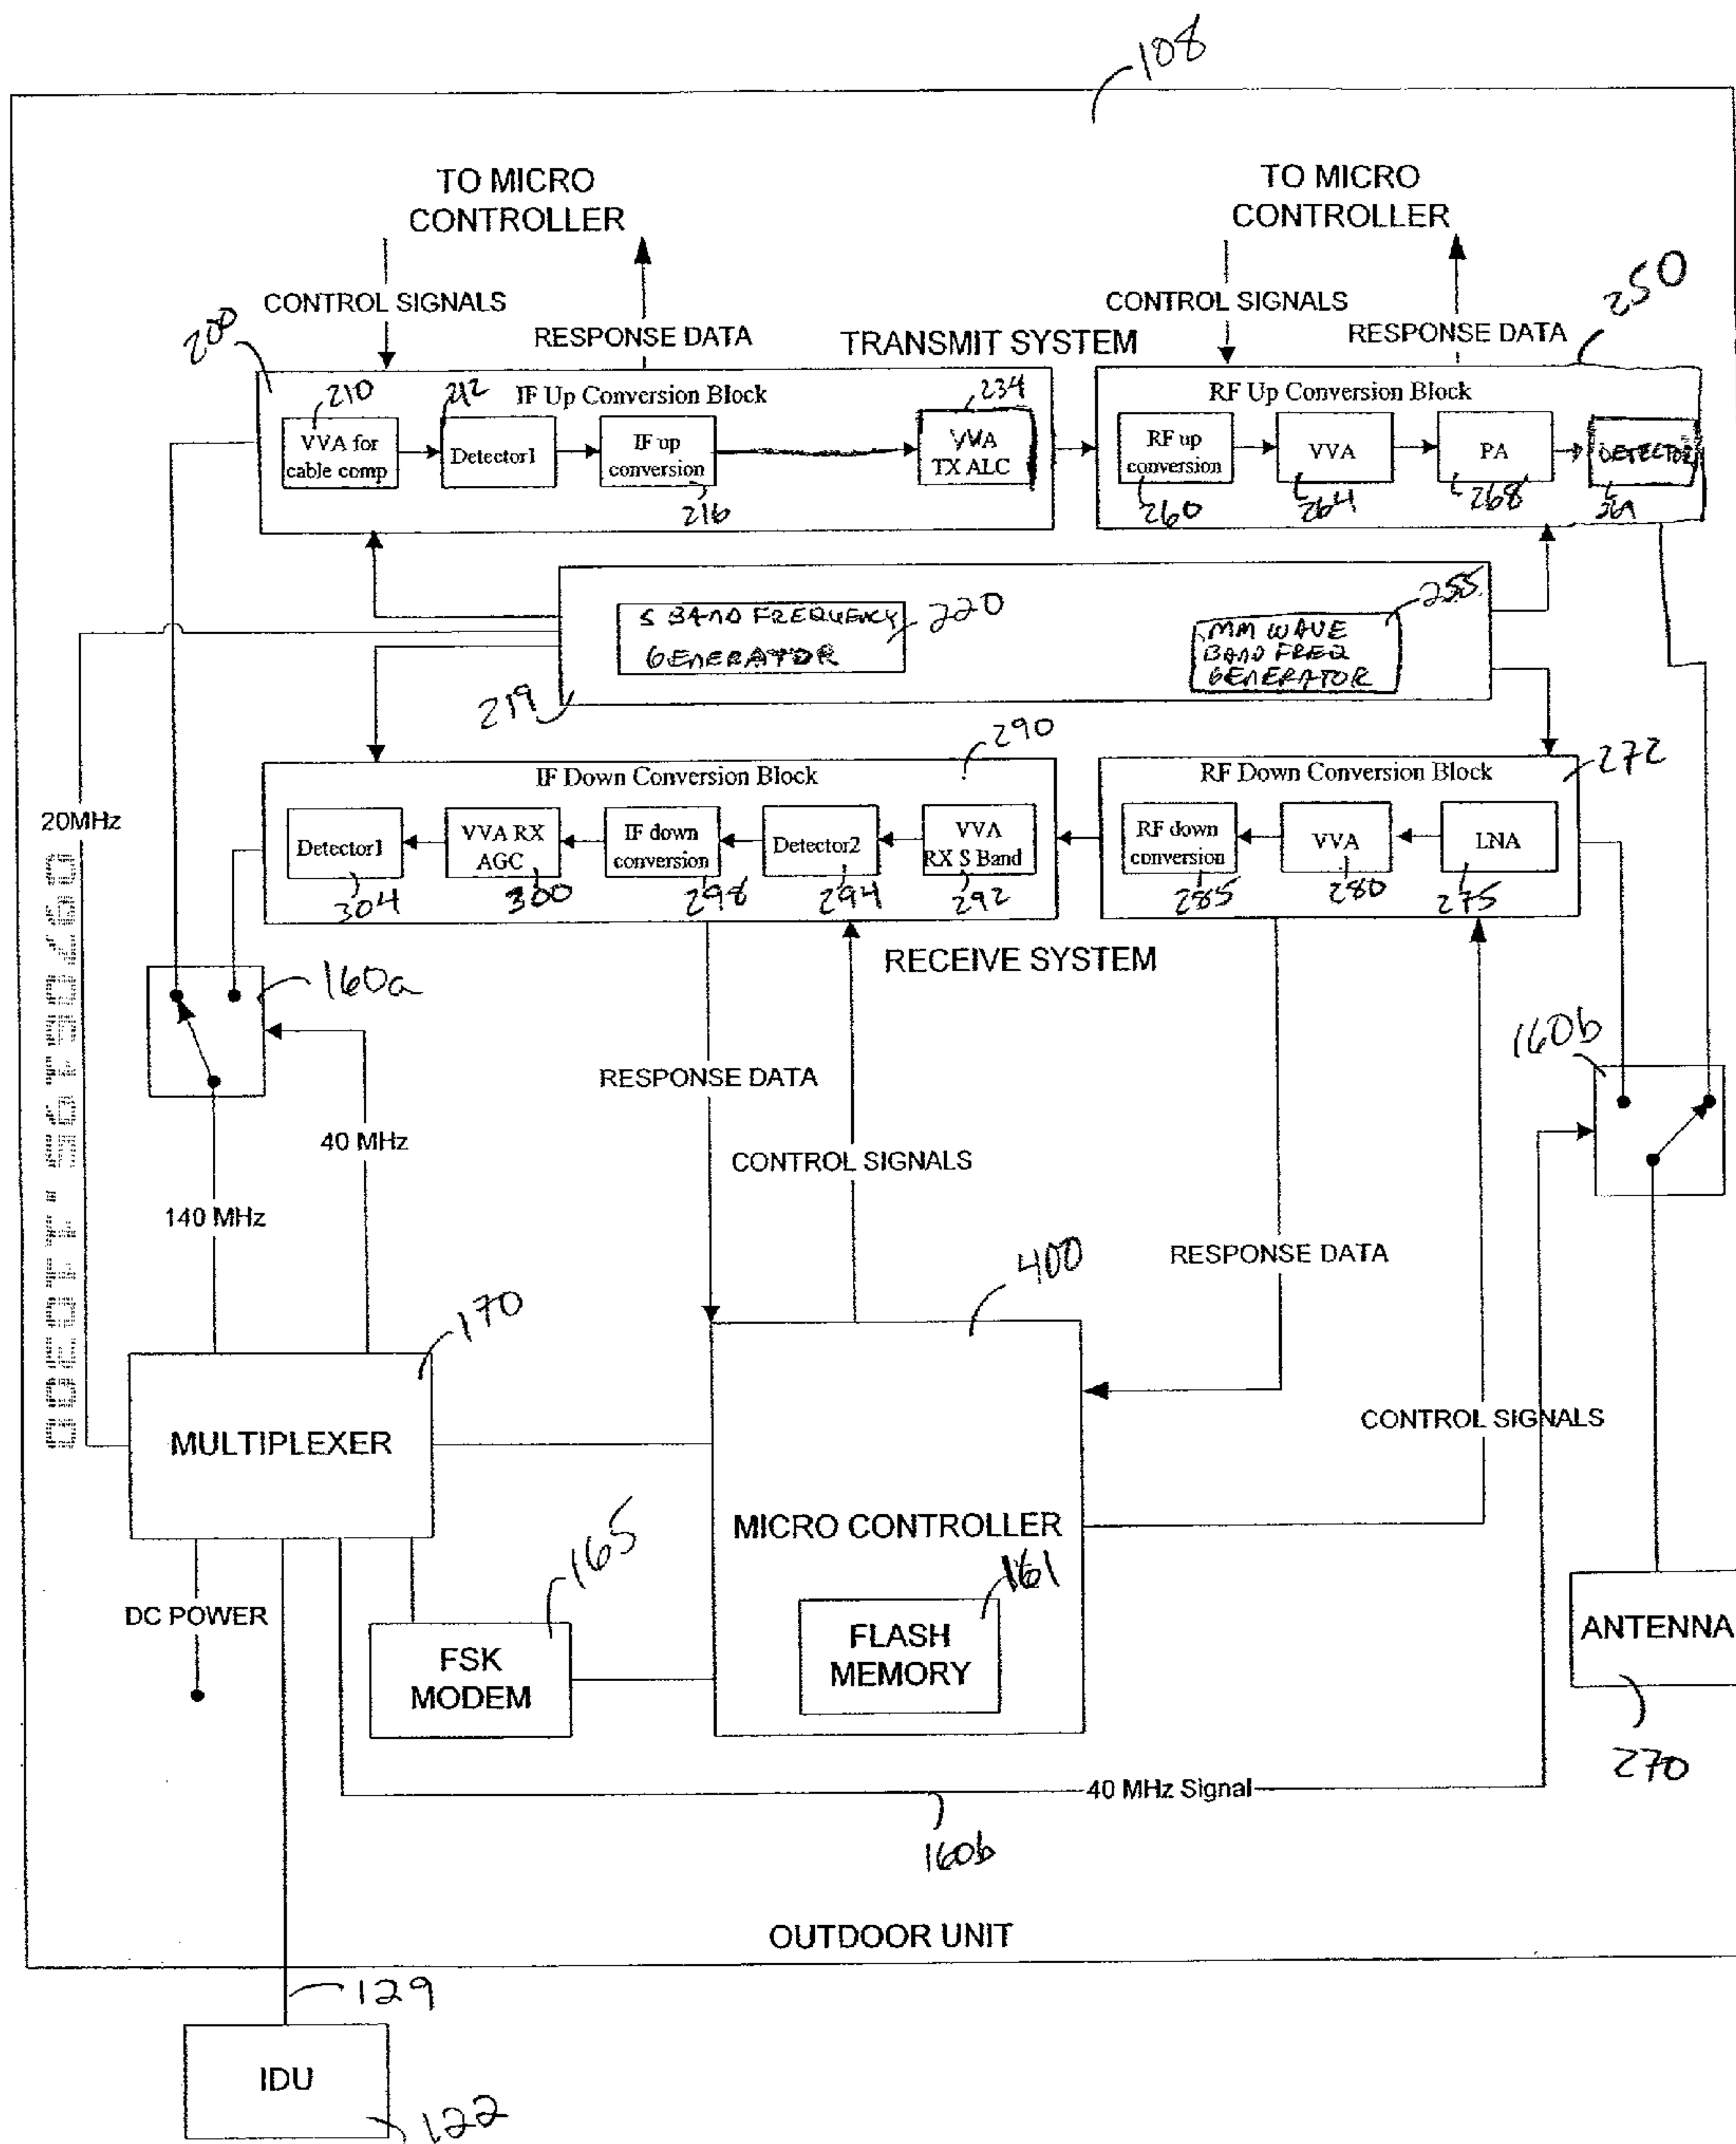 108
TO MICRO
CONTROLLER
TO MICRO
CONTROLLER
CONTROL SIGNALS
RESPONSE DATA
CONTROL SIGNALS
RESPONSE DATA
200
TRANSMIT SYSTEM
250
IF Up Conversion Block
210
212
234
VVA for
cable comp
Detector1
IF up
conversion
VVA
TX ALC
216
RF Up Conversion Block
RF up
conversion
VVA
PA
DETECTOR
260
264
268
S BAND FREQUENCY
GENERATOR
220
MM WAVE
BAND FREQ
GENERATOR
255
219
290
IF Down Conversion Block
RF Down Conversion Block
272
20MHz
Detector1
VVA RX
AGC
IF down
conversion
Detector2
VVA
RX S Band
RF down
conversion
VVA
LNA
304
300
298
294
292
285
280
275
RECEIVE SYSTEM
160a
160b
RESPONSE DATA
40 MHz
CONTROL SIGNALS
140 MHz
RESPONSE DATA
400
170
CONTROL SIGNALS
MULTIPLEXER
MICRO CONTROLLER
165
161
DC POWER
FSK
MODEM
FLASH
MEMORY
ANTENNA
270
40 MHz Signal
160b
OUTDOOR UNIT
129
IDU
122